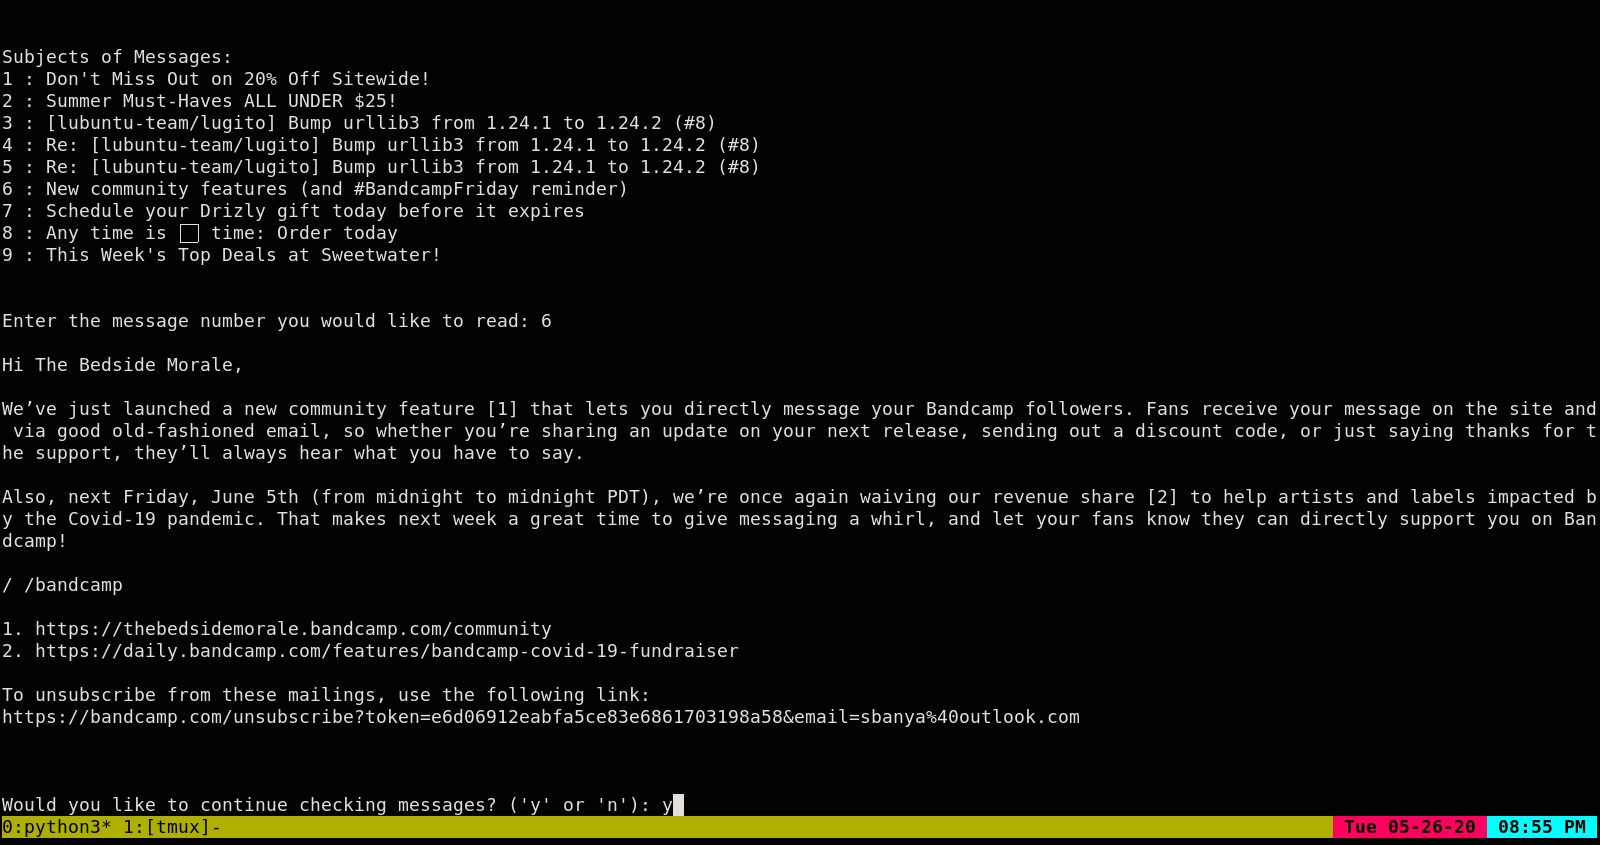 Subjects of Messages:
1 : Don't Miss Out on 20% Off Sitewide!
2 : Summer Must-Haves ALL UNDER $25!
3 : [lubuntu-team/lugito] Bump urllib3 from 1.24.1 to 1.24.2 (#8)
4 : Re: [lubuntu-team/lugito] Bump urllib3 from 1.24.1 to 1.24.2 (#8)
5 : Re: [lubuntu-team/lugito] Bump urllib3 from 1.24.1 to 1.24.2 (#8)
6 : New community features (and #BandcampFriday reminder)
7 : Schedule your Drizly gift today before it expires
8 : Any time is □ time: Order today
9 : This Week's Top Deals at Sweetwater!
Enter the message number you would like to read: 6
Hi The Bedside Morale,
We’ve just launched a new community feature [1] that lets you directly message your Bandcamp followers. Fans receive your message on the site and
via good old-fashioned email, so whether you’re sharing an update on your next release, sending out a discount code, or just saying thanks for t
he support, they’ll always hear what you have to say.
Also, next Friday, June 5th (from midnight to midnight PDT), we’re once again waiving our revenue share [2] to help artists and labels impacted b
y the Covid-19 pandemic. That makes next week a great time to give messaging a whirl, and let your fans know they can directly support you on Ban
dcamp!
/ /bandcamp
1. https://thebedsidemorale.bandcamp.com/community
2. https://daily.bandcamp.com/features/bandcamp-covid-19-fundraiser
To unsubscribe from these mailings, use the following link:
https://bandcamp.com/unsubscribe?token=e6d06912eabfa5ce83e6861703198a58&email=sbanya%40outlook.com
Would you like to continue checking messages? ('y' or 'n'): y
0:python3* 1:[tmux]- Tue 05-26-20 08:55 PM